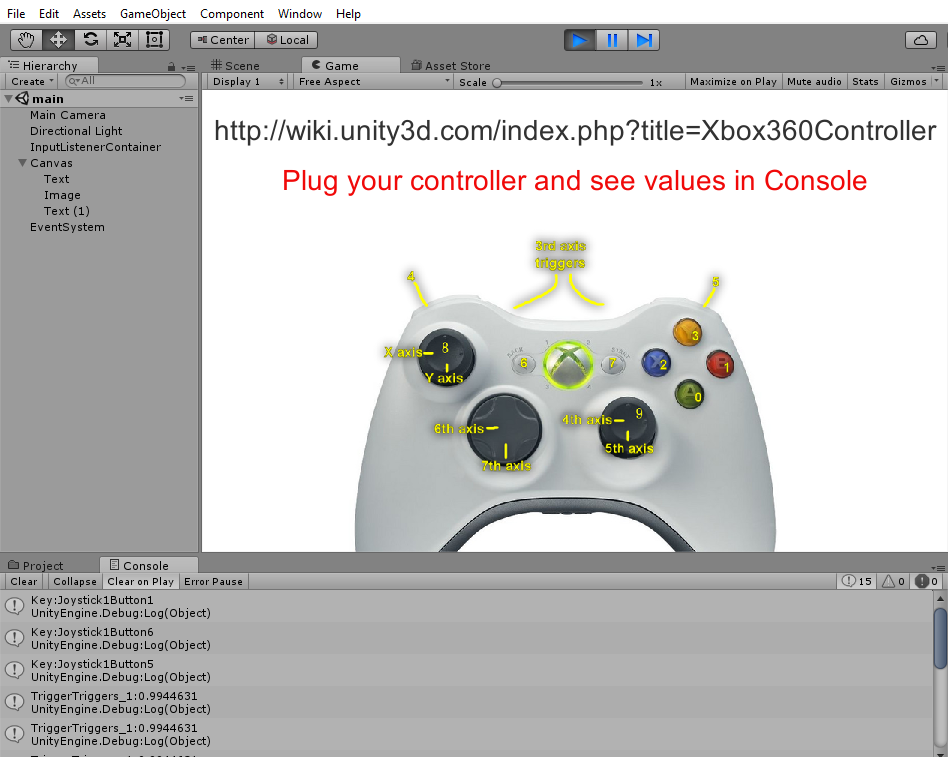 File Edit Assets GameObject Component Window Help
Center Local
Hierarchy
Scene Game Asset Store
Create All
Display 1 Free Aspect Scale 1x Maximize on Play Mute audio Stats Gizmos
main
Main Camera
Directional Light
InputListenerContainer
Canvas
Text
Image
Text (1)
EventSystem
http://wiki.unity3d.com/index.php?title=Xbox360Controller
Plug your controller and see values in Console
3rd axis
triggers
4
5
3
X axis
8
6
7
2
1
Y axis
0
6th axis
4th axis
9
5th axis
7th axis
Project Console
Clear Collapse Clear on Play Error Pause 15 0 0
Key:Joystick1Button1
UnityEngine.Debug:Log(Object)
Key:Joystick1Button6
UnityEngine.Debug:Log(Object)
Key:Joystick1Button5
UnityEngine.Debug:Log(Object)
TriggerTriggers_1:0.9944631
UnityEngine.Debug:Log(Object)
TriggerTriggers_1:0.9944631
UnityEngine.Debug:Log(Object)